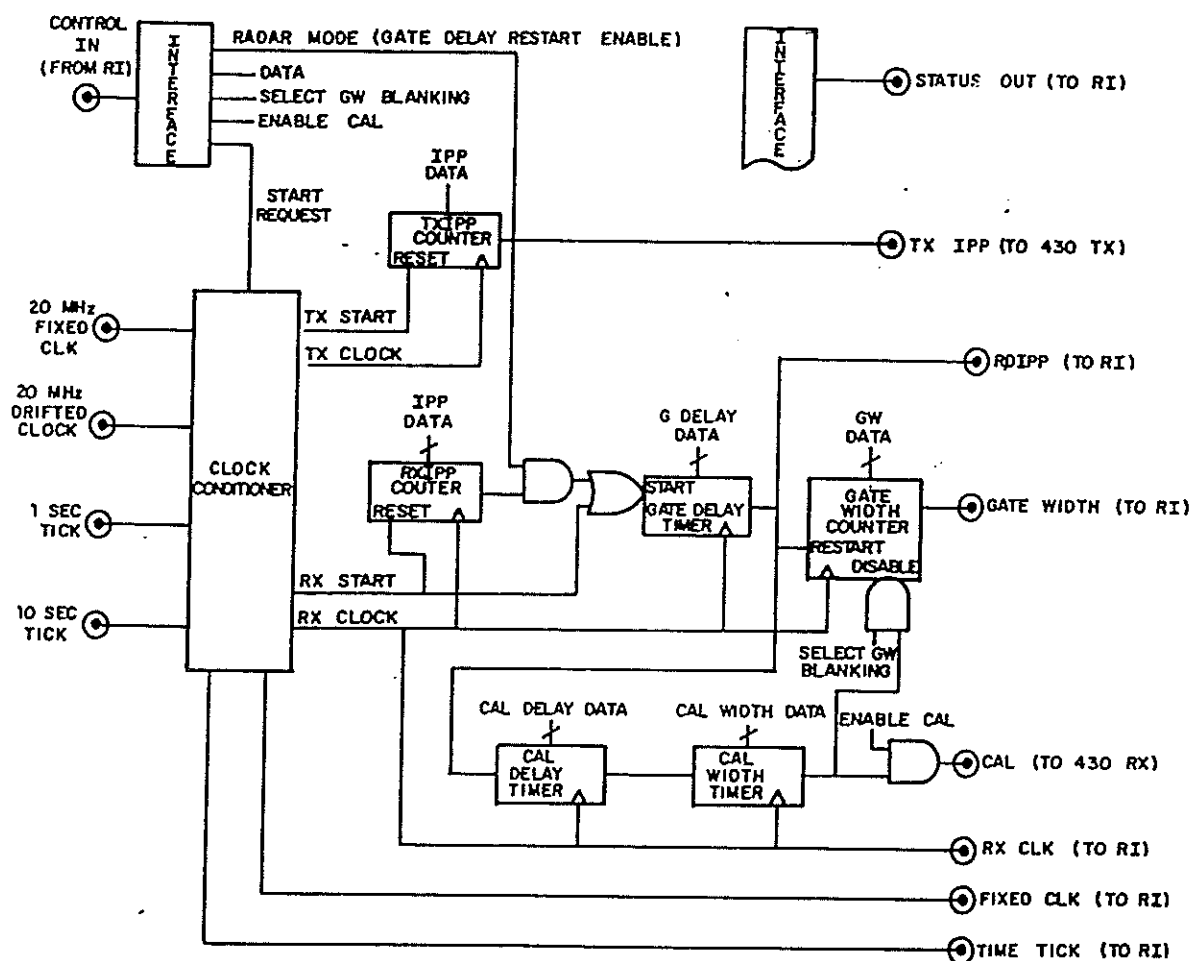 CONTROL
IN
(FROM RI)
INTERFACE
RADAR MODE (GATE DELAY RESTART ENABLE)
DATA
SELECT GW BLANKING
ENABLE CAL
START
REQUEST
INTERFACE
STATUS OUT (TO RI)
IPP
DATA
TXIPP
COUNTER
RESET
TX IPP (TO 430 TX)
20 MHz
FIXED
CLK
TX START
TX CLOCK
20 MHz
DRIFTED
CLOCK
CLOCK
CONDITIONER
1 SEC
TICK
10 SEC
TICK
IPP
DATA
RXIPP
COUTER
RESET
RX START
RX CLOCK
G DELAY
DATA
START
GATE DELAY
TIMER
GW
DATA
GATE
WIDTH
COUNTER
RESTART
DISABLE
RDIPP (TO RI)
GATE WIDTH (TO RI)
SELECT GW
BLANKING
CAL DELAY DATA
CAL
DELAY
TIMER
CAL WIDTH DATA
CAL
WIDTH
TIMER
ENABLE CAL
CAL (TO 430 RX)
RX CLK (TO RI)
FIXED CLK (TO RI)
TIME TICK (TO RI)